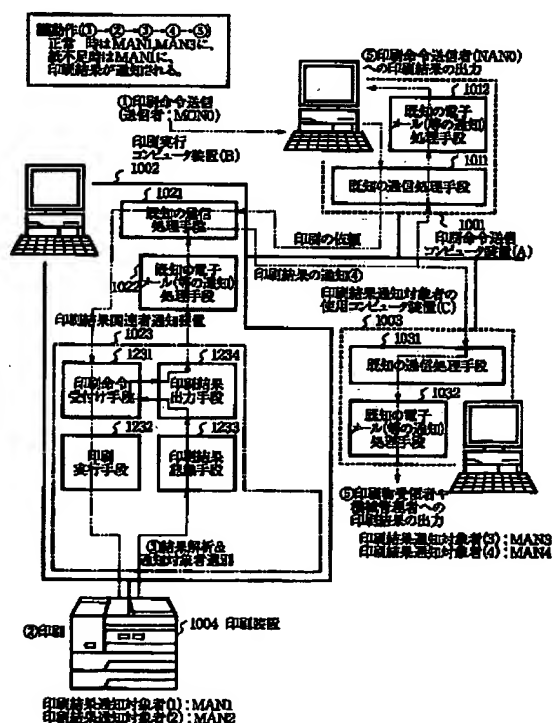 正常 時はMAN1,MAN3に、
紙不足時はMAN1に、
印刷結果が通知される。
⑤印刷命令送信者(NAN0)
への印刷結果の出力
1012
既知の電子
メール(等の通知)
処理手段
1011
既知の通信処理手段
1001
印刷命令送信
コンピュータ装置(A)
①印刷命令送信
(送信者:MON0)
印刷実行
コンピュータ装置(B)
1002
1021
既知の通信
処理手段
印刷の依頼
印刷結果の通知④
1022
既知の電子
メール(等の通知)
処理手段
印刷結果通知対象者の
使用コンピュータ装置(C)
1003
1031
既知の通信処理手段
1032
既知の電子
メール(等の通知)
処理手段
印刷結果関連者通知装置
1023
1231
印刷命令
受付け手段
1234
印刷結果
出力手段
1232
印刷
実行手段
1233
印刷結果
認識手段
⑤印刷物受領者や
機械管理者への
印刷結果の出力
印刷結果通知対象者(3):MAN3
印刷結果通知対象者(4):MAN4
③結果解析&
通知対象者選別
②印刷
1004 印刷装置
印刷結果通知対象者(1):MAN1
印刷結果通知対象者(2):MAN2